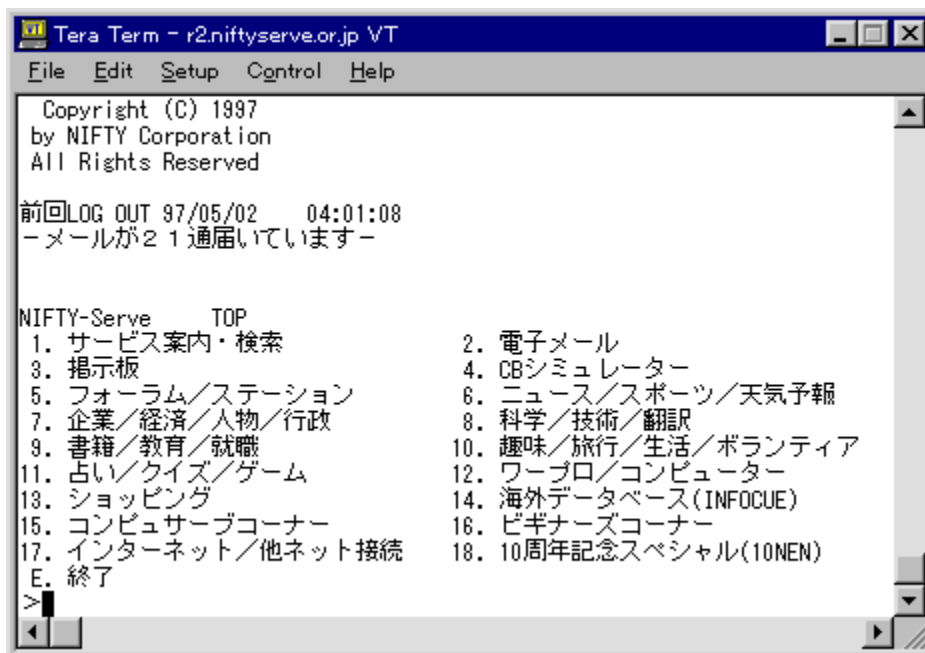 Tera Term - r2.niftyserve.or.jp VT
File Edit Setup Control Help
Copyright (C) 1997
by NIFTY Corporation
All Rights Reserved
前回LOG OUT 97/05/02 04:01:08
－メールが２１通届いています－
NIFTY-Serve TOP
1. サービス案内・検索 2. 電子メール
3. 掲示板 4. CBシミュレーター
5. フォーラム／ステーション 6. ニュース／スポーツ／天気予報
7. 企業／経済／人物／行政 8. 科学／技術／翻訳
9. 書籍／教育／就職 10. 趣味／旅行／生活／ボランティア
11. 占い／クイズ／ゲーム 12. ワープロ／コンピューター
13. ショッピング 14. 海外データベース(INFOCUE)
15. コンピュサーブコーナー 16. ビギナーズコーナー
17. インターネット／他ネット接続 18. 10周年記念スペシャル(10NEN)
E. 終了
>